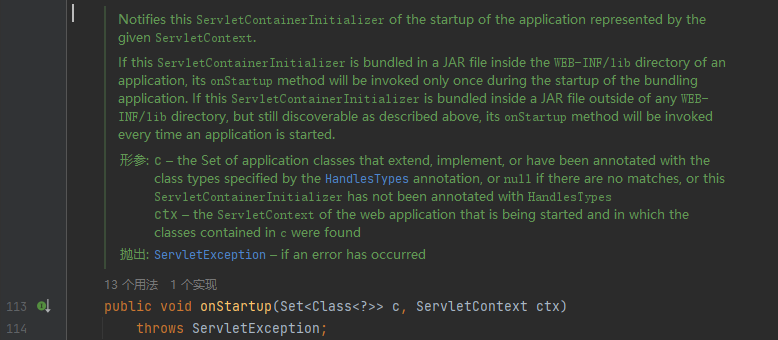 Notifies this ServletContainerInitializer of the startup of the application represented by the
given ServletContext.
If this ServletContainerInitializer is bundled in a JAR file inside the WEB-INF/lib directory of an
application, its onStartup method will be invoked only once during the startup of the bundling
application. If this ServletContainerInitializer is bundled inside a JAR file outside of any WEB-
INF/lib directory, but still discoverable as described above, its onStartup method will be invoked
every time an application is started.
形参: c – the Set of application classes that extend, implement, or have been annotated with the
class types specified by the HandlesTypes annotation, or null if there are no matches, or this
ServletContainerInitializer has not been annotated with HandlesTypes
ctx – the ServletContext of the web application that is being started and in which the
classes contained in c were found
抛出: ServletException – if an error has occurred
13 个用法 1 个实现
113 public void onStartup(Set<Class<?>> c, ServletContext ctx)
114 throws ServletException;